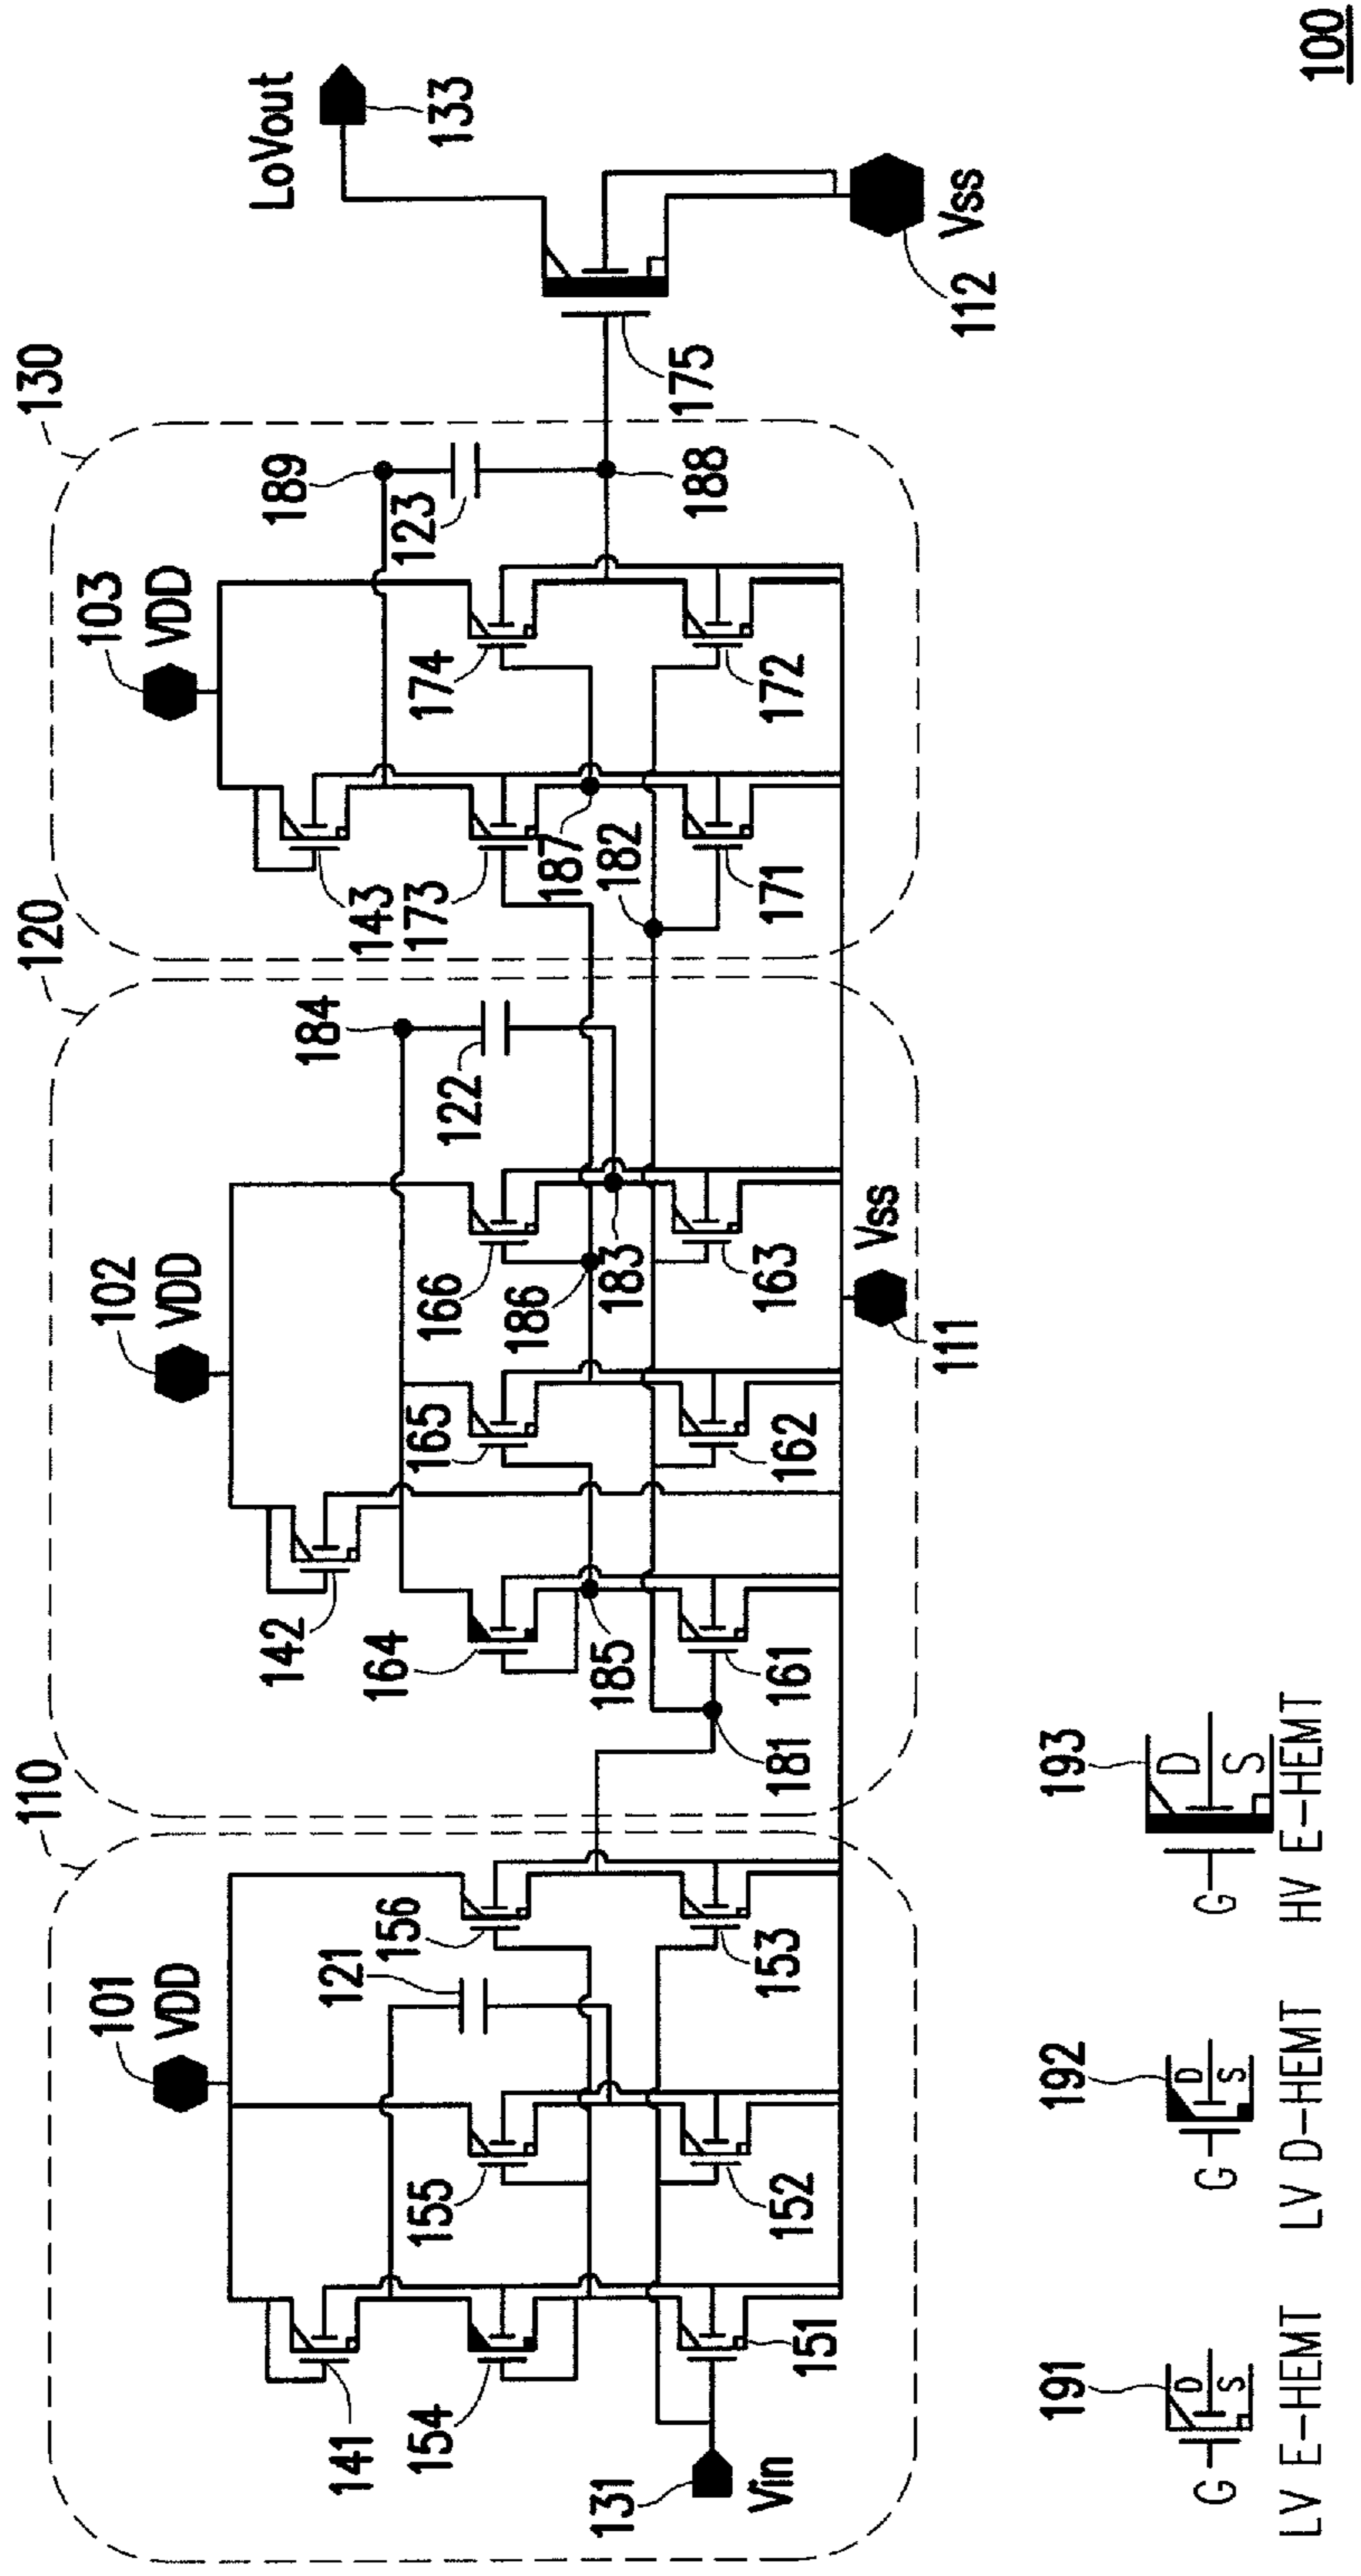 110
120
130
101
VDD
102
VDD
103
VDD
141
154
151
155
152
121
156
153
131
Vin
142
164
161
181
185
165
162
166
186
183
163
184
122
111
Vss
143
173
187
182
171
174
172
189
123
188
175
LoVout
133
112
Vss
191
G
D
S
LV E-HEMT
192
G
D
S
LV D-HEMT
193
G
D
S
HV E-HEMT
100